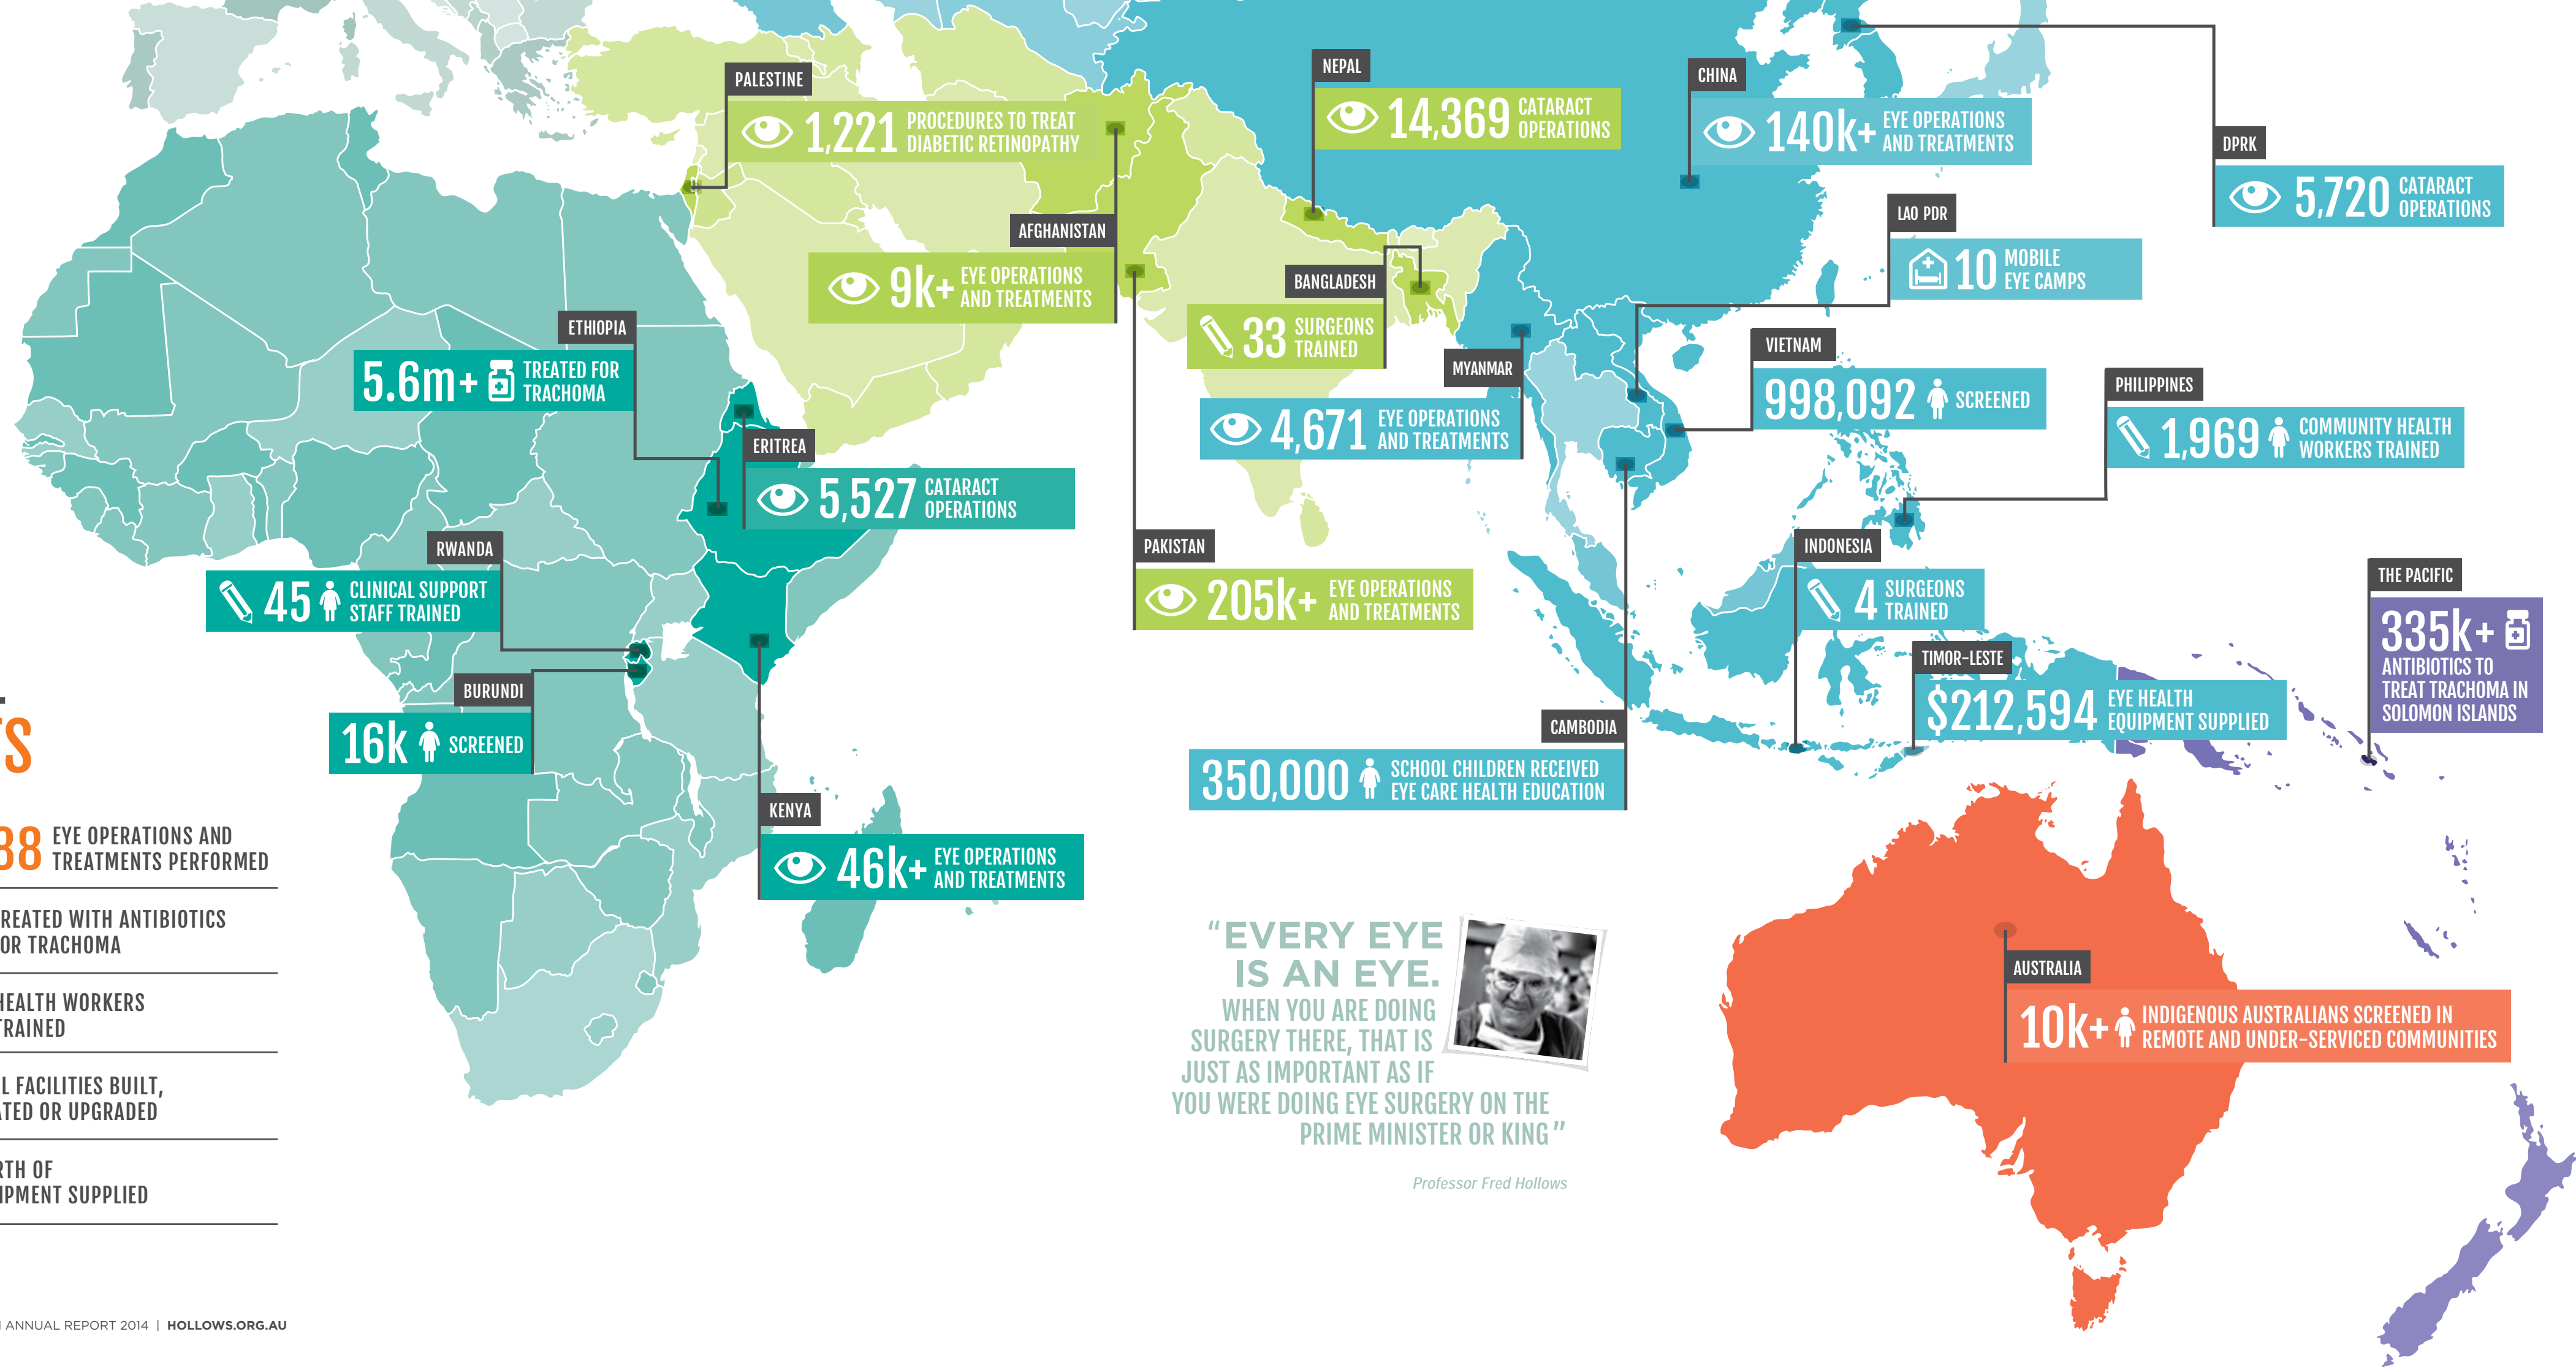 PALESTINE
1,221 PROCEDURES TO TREAT
DIABETIC RETINOPATHY
AFGHANISTAN
9k+ EYE OPERATIONS
AND TREATMENTS
NEPAL
14,369 CATARACT
OPERATIONS
CHINA
140k+ EYE OPERATIONS
AND TREATMENTS
DPRK
5,720 CATARACT
OPERATIONS
LAO PDR
10 MOBILE
EYE CAMPS
BANGLADESH
33 SURGEONS
TRAINED
MYANMAR
4,671 EYE OPERATIONS
AND TREATMENTS
VIETNAM
998,092 SCREENED
PHILIPPINES
1,969 COMMUNITY HEALTH
WORKERS TRAINED
ETHIOPIA
5.6m+ TREATED FOR
TRACHOMA
ERITREA
5,527 CATARACT
OPERATIONS
RWANDA
45 CLINICAL SUPPORT
STAFF TRAINED
PAKISTAN
205k+ EYE OPERATIONS
AND TREATMENTS
INDONESIA
4 SURGEONS
TRAINED
THE PACIFIC
335k+
ANTIBIOTICS TO
TREAT TRACHOMA IN
SOLOMON ISLANDS
TIMOR-LESTE
$212,594 EYE HEALTH
EQUIPMENT SUPPLIED
BURUNDI
16k SCREENED
CAMBODIA
350,000 SCHOOL CHILDREN RECEIVED
EYE CARE HEALTH EDUCATION
KENYA
46k+ EYE OPERATIONS
AND TREATMENTS
S
88 EYE OPERATIONS AND
TREATMENTS PERFORMED
REATED WITH ANTIBIOTICS
OR TRACHOMA
HEALTH WORKERS
TRAINED
L FACILITIES BUILT,
ATED OR UPGRADED
RTH OF
IPMENT SUPPLIED
"EVERY EYE
IS AN EYE.
WHEN YOU ARE DOING
SURGERY THERE, THAT IS
JUST AS IMPORTANT AS IF
YOU WERE DOING EYE SURGERY ON THE
PRIME MINISTER OR KING"
Professor Fred Hollows
AUSTRALIA
10k+ INDIGENOUS AUSTRALIANS SCREENED IN
REMOTE AND UNDER-SERVICED COMMUNITIES
ANNUAL REPORT 2014 | HOLLOWS.ORG.AU